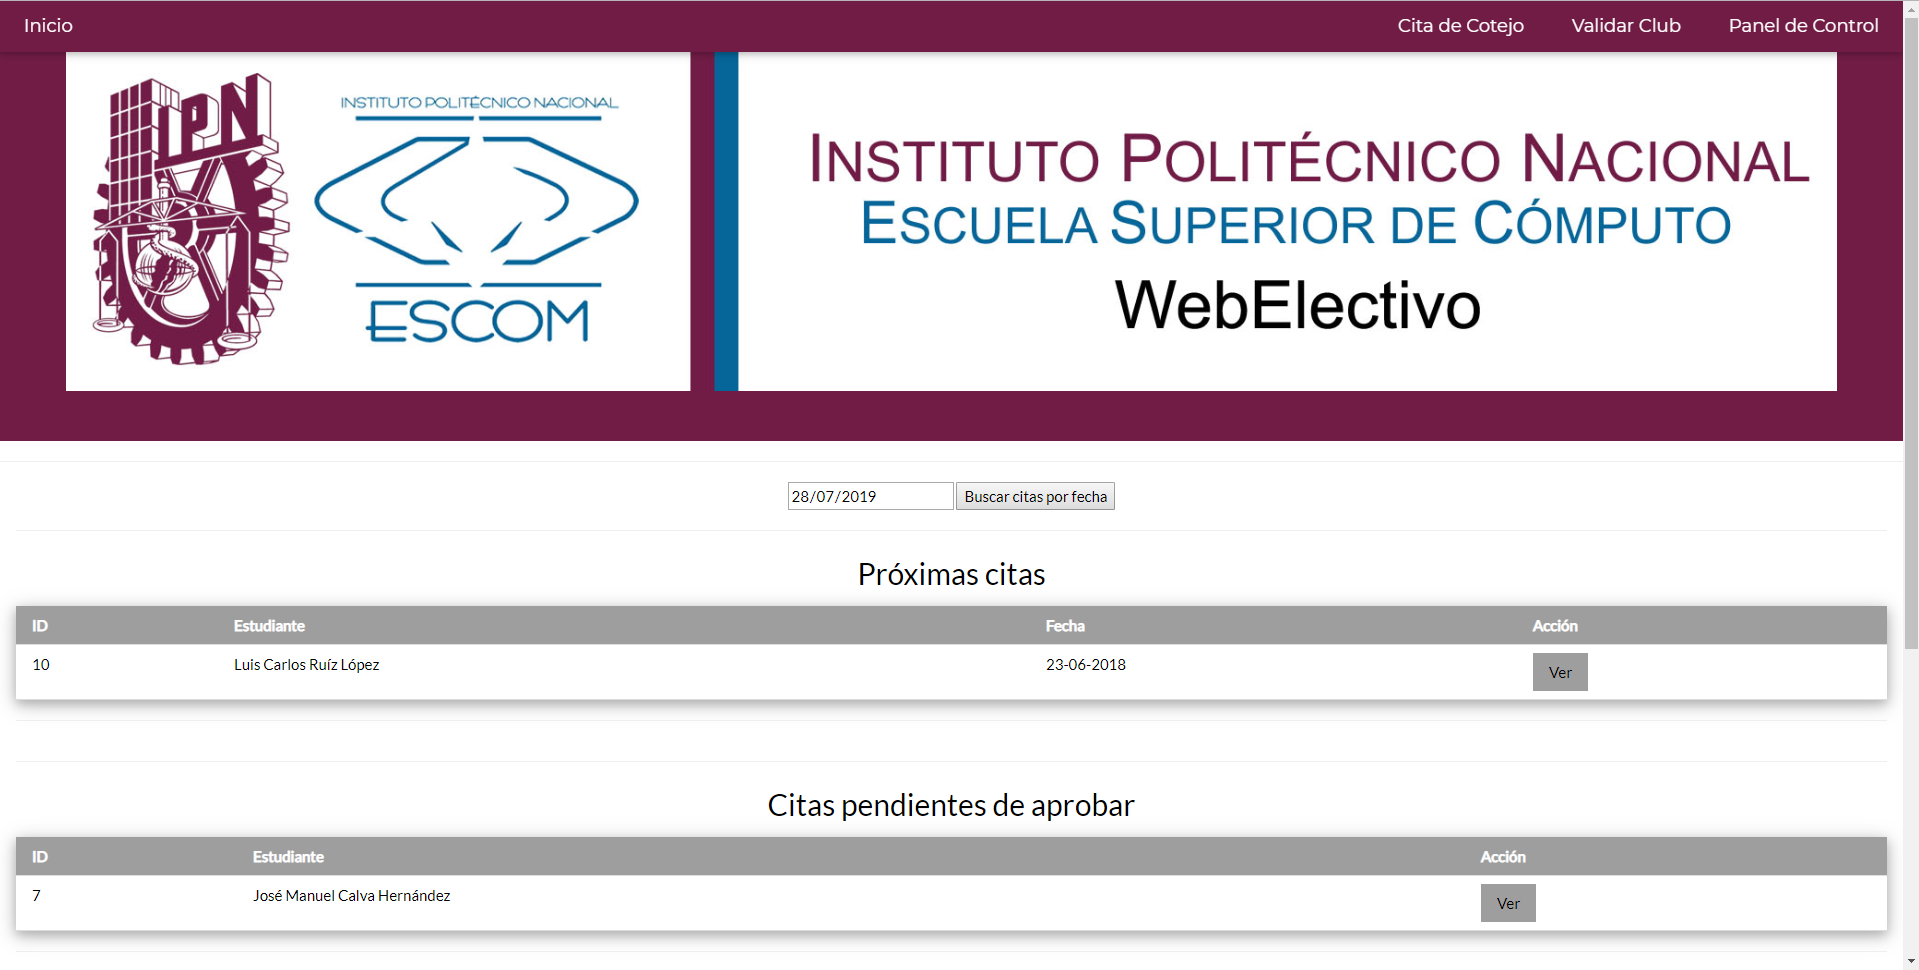 Inicio
Cita de Cotejo
Validar Club
Panel de Control
IPN
INSTITUTO POLITÉCNICO NACIONAL
ESCOM
INSTITUTO POLITÉCNICO NACIONAL
ESCUELA SUPERIOR DE CÓMPUTO
WebElectivo
28/07/2019
Buscar citas por fecha
Próximas citas
ID Estudiante Fecha Acción
10 Luis Carlos Ruíz López 23-06-2018 Ver
Citas pendientes de aprobar
ID Estudiante Acción
7 José Manuel Calva Hernández Ver